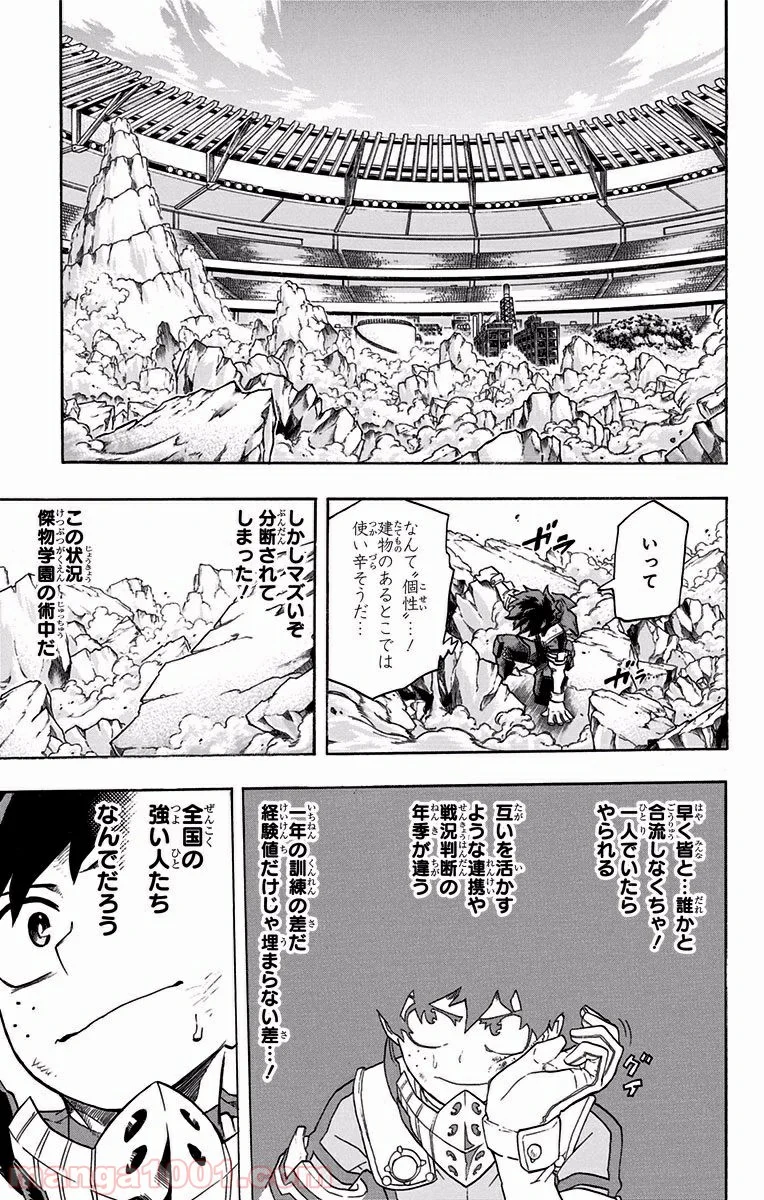 いって
なんて〝個性〟…!
建物のあるとこでは
使い辛そうだ…
ガラ
ガラ
しかしマズいぞ
分断されて
しまった!
この状況
傑物学園の術中だ
早く皆と…誰かと
合流しなくちゃ!
一人でいたら
やられる
互いを活かす
ような連携や
戦況判断の
年季が違う
一年の訓練の差だ
経験値だけじゃ埋まらない差…!
グッ
全国の
強い人たち
なんでだろう
manga1001.com